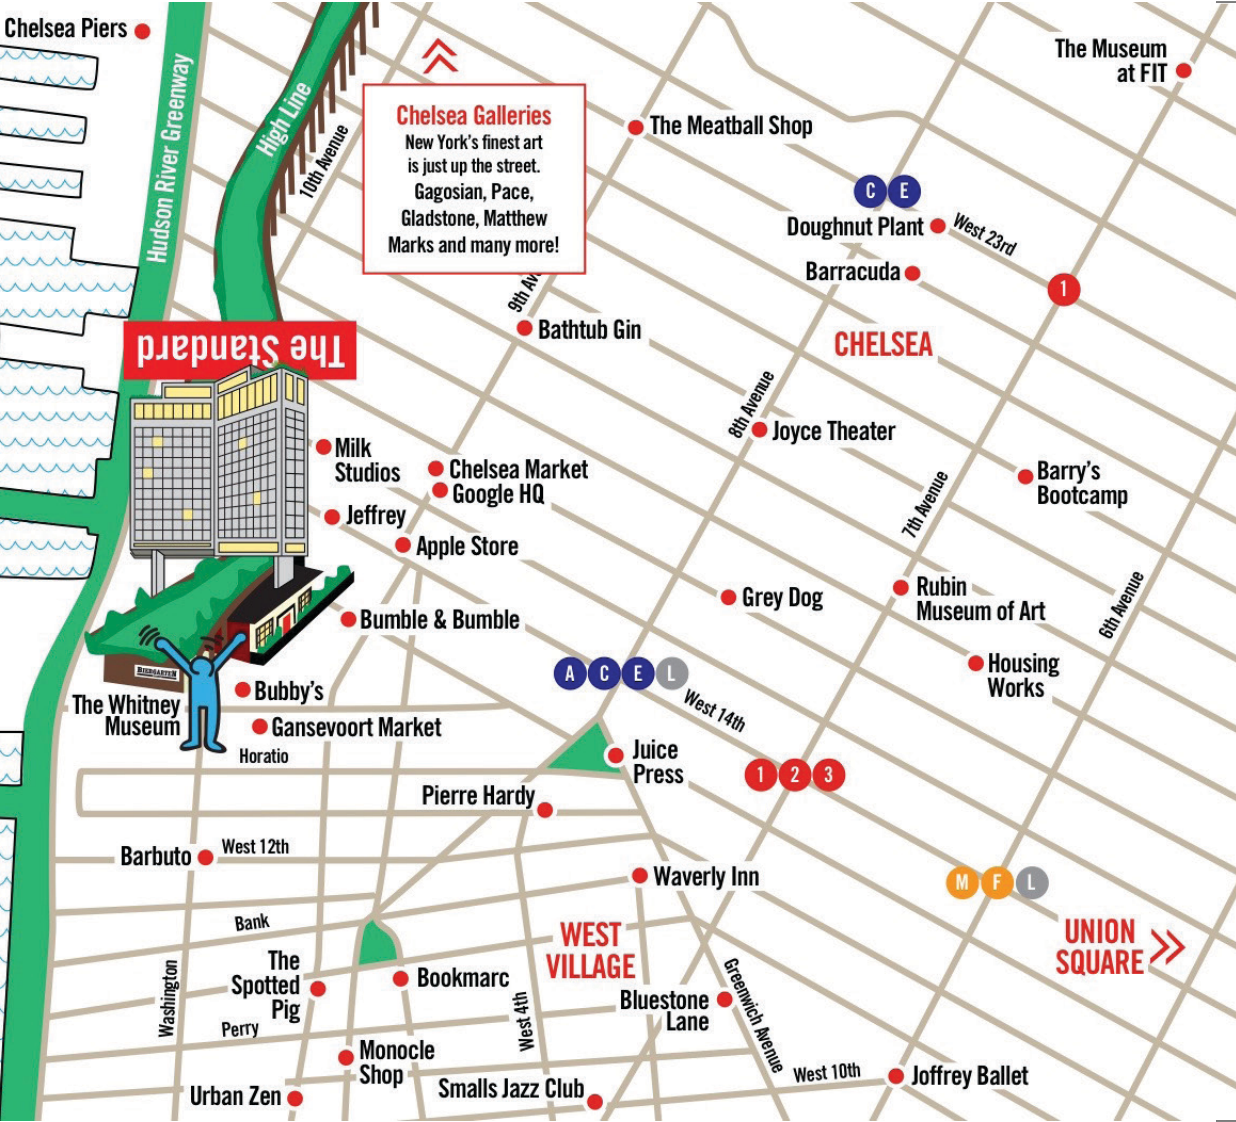 Chelsea Piers
Hudson River Greenway
High Line
10th Avenue
Chelsea Galleries
New York's finest art
is just up the street.
Gagosian, Pace,
Gladstone, Matthew
Marks and many more!
The Museum
at FIT
The Meatball Shop
C E
Doughnut Plant
West 23rd
Barracuda
1
9th Av
Bathtub Gin
CHELSEA
The Standard
8th Avenue
Joyce Theater
Milk
Studios
Chelsea Market
Google HQ
Barry's
Bootcamp
7th Avenue
Jeffrey
Apple Store
Grey Dog
Rubin
Museum of Art
6th Avenue
Bumble & Bumble
Housing
Works
A C E L
West 14th
BIERGARTEN
The Whitney
Museum
Bubby's
Gansevoort Market
Horatio
Juice
Press
1 2 3
Pierre Hardy
Barbuto
West 12th
Waverly Inn
M F L
Bank
WEST
VILLAGE
UNION
SQUARE
The
Spotted
Pig
Bookmarc
Washington
Perry
West 4th
Bluestone
Lane
Greenwich Avenue
Monocle
Shop
Urban Zen
Smalls Jazz Club
West 10th
Joffrey Ballet